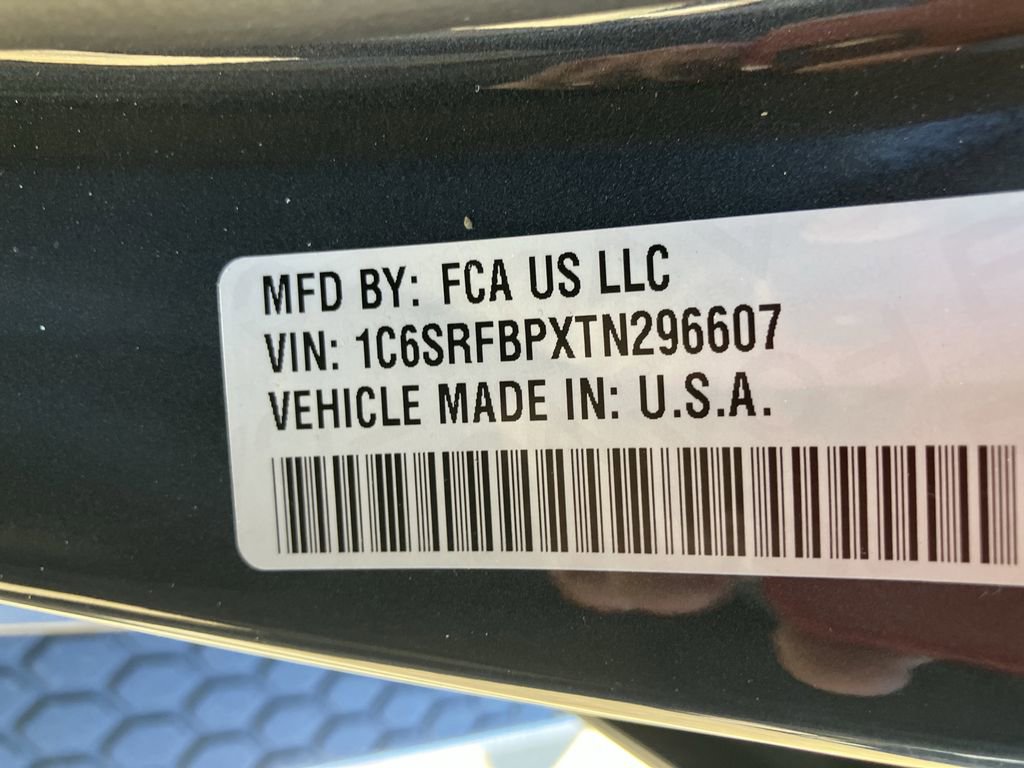 MFD BY: FCA US LLC
VIN: 1C6SRFBPXTN296607
VEHICLE MADE IN: U.S.A.